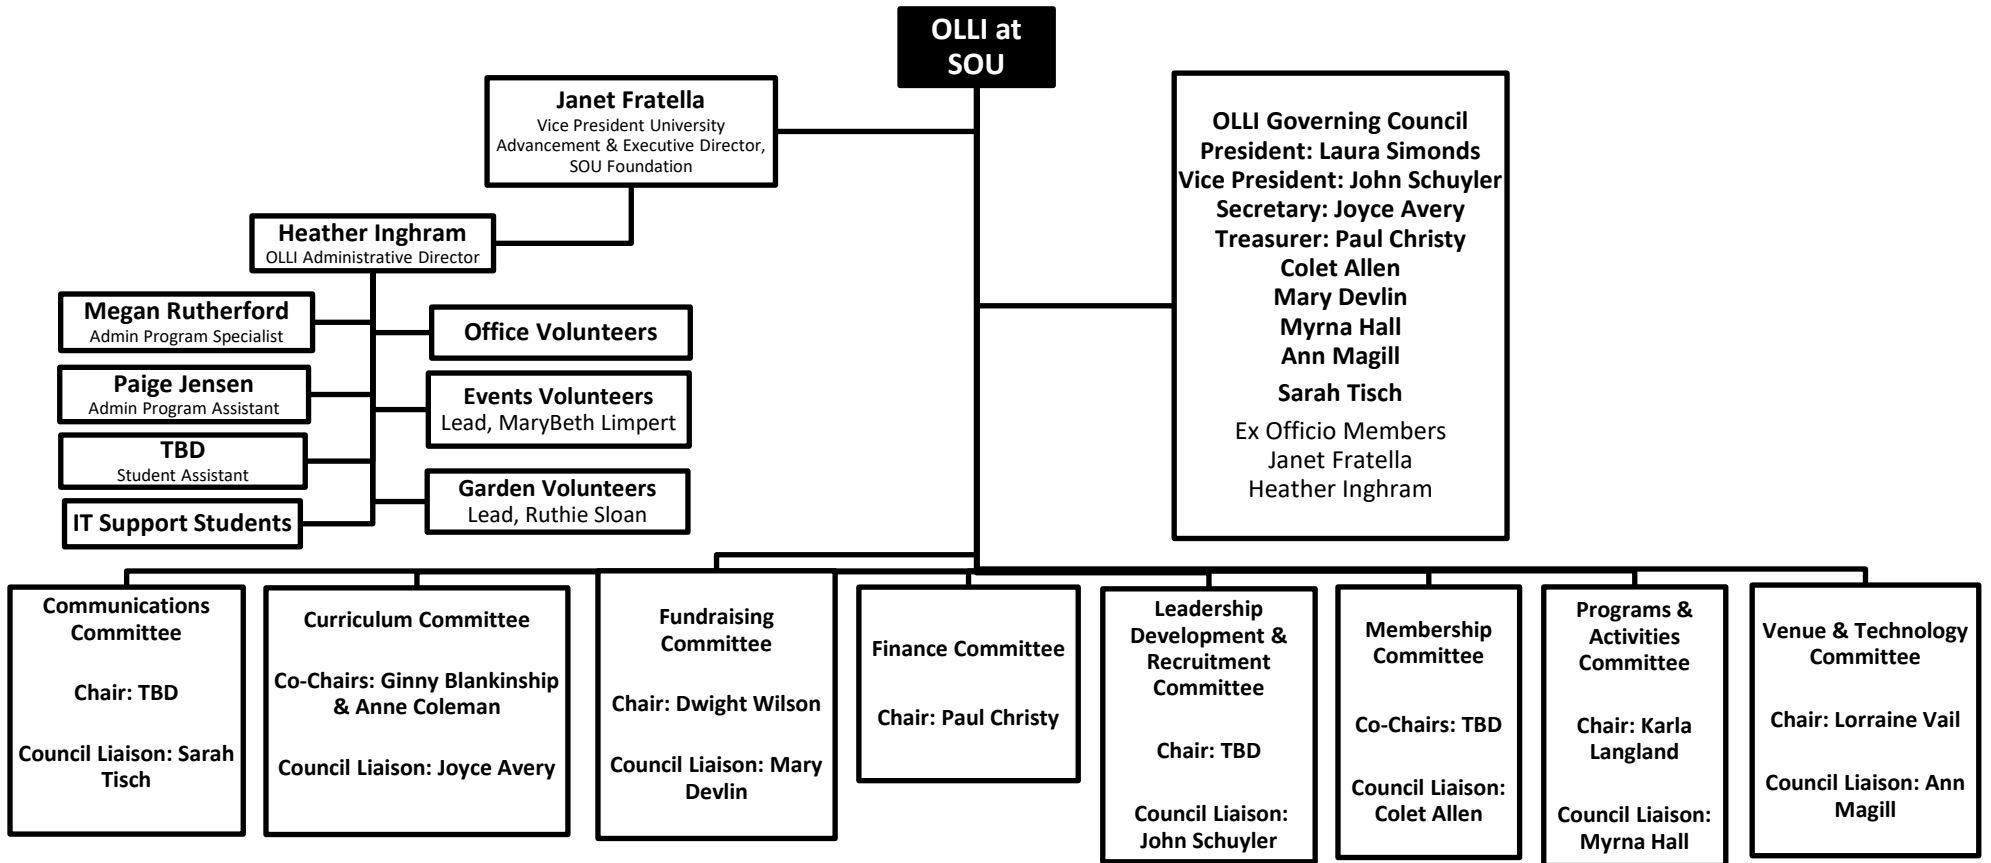 OLLI at
SOU
Janet Fratella
Vice President University
Advancement & Executive Director,
SOU Foundation
Heather Inghram
OLLI Administrative Director
Megan Rutherford
Admin Program Specialist
Paige Jensen
Admin Program Assistant
TBD
Student Assistant
IT Support Students
Office Volunteers
Events Volunteers
Lead, MaryBeth Limpert
Garden Volunteers
Lead, Ruthie Sloan
OLLI Governing Council
President: Laura Simonds
Vice President: John Schuyler
Secretary: Joyce Avery
Treasurer: Paul Christy
Colet Allen
Mary Devlin
Myrna Hall
Ann Magill
Sarah Tisch
Ex Officio Members
Janet Fratella
Heather Inghram
Communications
Committee
Chair: TBD
Council Liaison: Sarah
Tisch
Curriculum Committee
Co-Chairs: Ginny Blankinship
& Anne Coleman
Council Liaison: Joyce Avery
Fundraising
Committee
Chair: Dwight Wilson
Council Liaison: Mary
Devlin
Finance Committee
Chair: Paul Christy
Leadership
Development &
Recruitment
Committee
Chair: TBD
Council Liaison:
John Schuyler
Membership
Committee
Co-Chairs: TBD
Council Liaison:
Colet Allen
Programs &
Activities
Committee
Chair: Karla
Langland
Council Liaison:
Myrna Hall
Venue & Technology
Committee
Chair: Lorraine Vail
Council Liaison: Ann
Magill